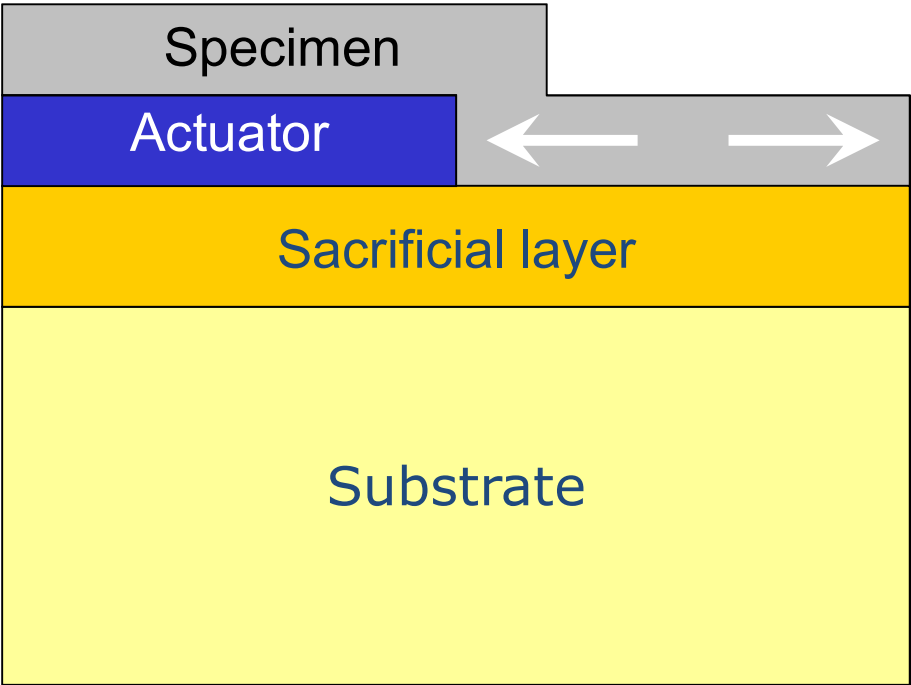 Specimen
Actuator
Sacrificial layer
Substrate